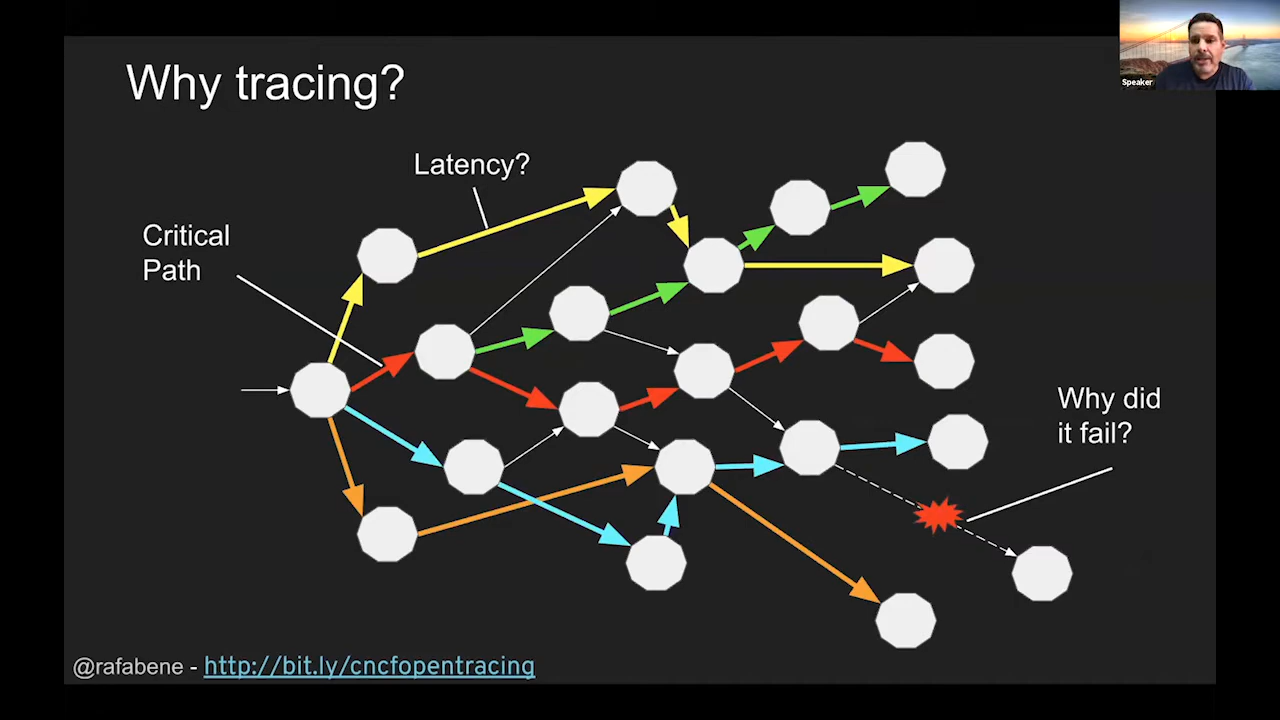 Why tracing?
Latency?
Critical
Path
Why did
it fail?
@rafabene - http://bit.ly/cncfopentracing
Speaker